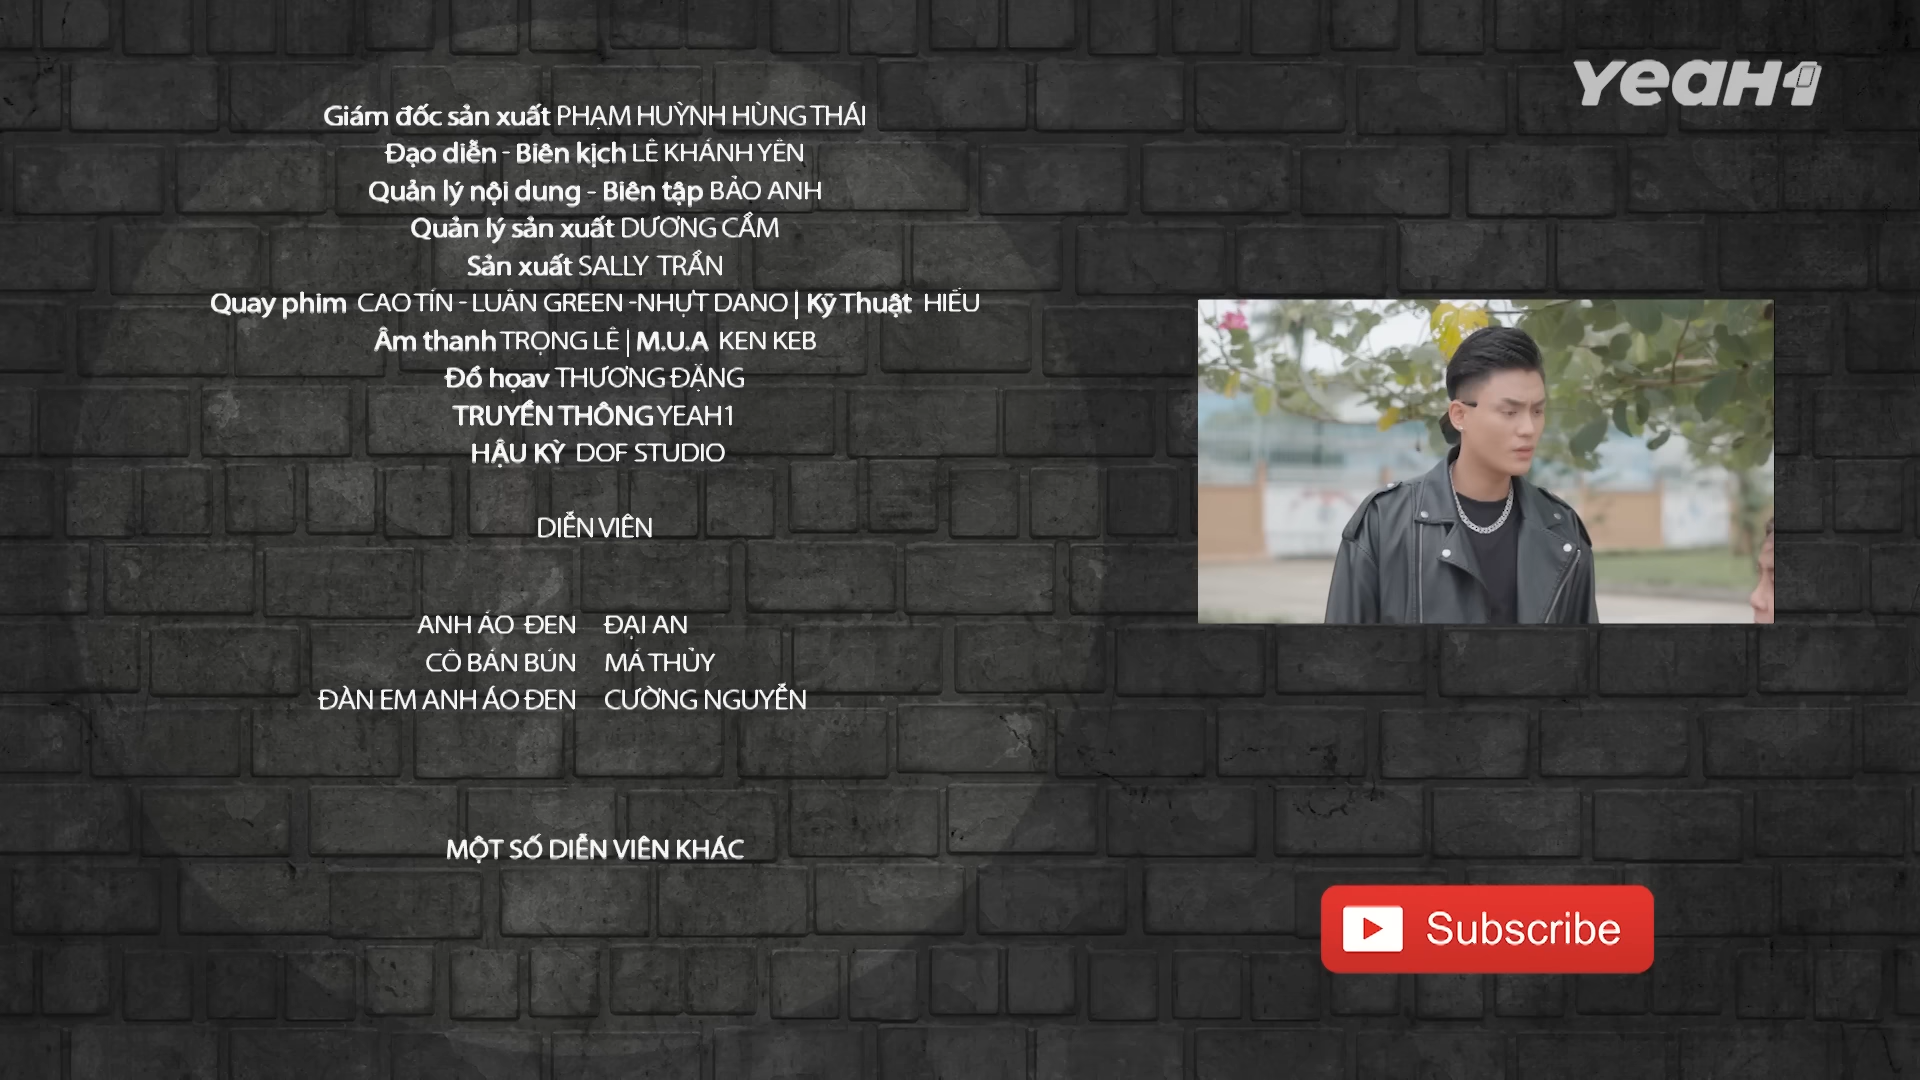 YEAH1
Giám đốc sản xuất PHẠM HUỲNH HÙNG THÁI
Đạo diễn - Biên kịch LÊ KHÁNH YÊN
Quản lý nội dung - Biên tập BẢO ANH
Quản lý sản xuất DƯƠNG CẦM
Sản xuất SALLY TRẦN
Quay phim CAO TÍN - LUÂN GREEN -NHỰT DANO | Kỹ Thuật HIẾU
Âm thanh TRỌNG LÊ | M.U.A KEN KEB
Đồ họav THƯƠNG ĐẶNG
TRUYỀN THÔNG YEAH1
HẬU KỲ DOF STUDIO
DIỄN VIÊN
ANH ÁO ĐEN ĐẠI AN
CÔ BÁN BÚN MÁ THỦY
ĐÀN EM ANH ÁO ĐEN CƯỜNG NGUYỄN
MỘT SỐ DIỄN VIÊN KHÁC
Subscribe